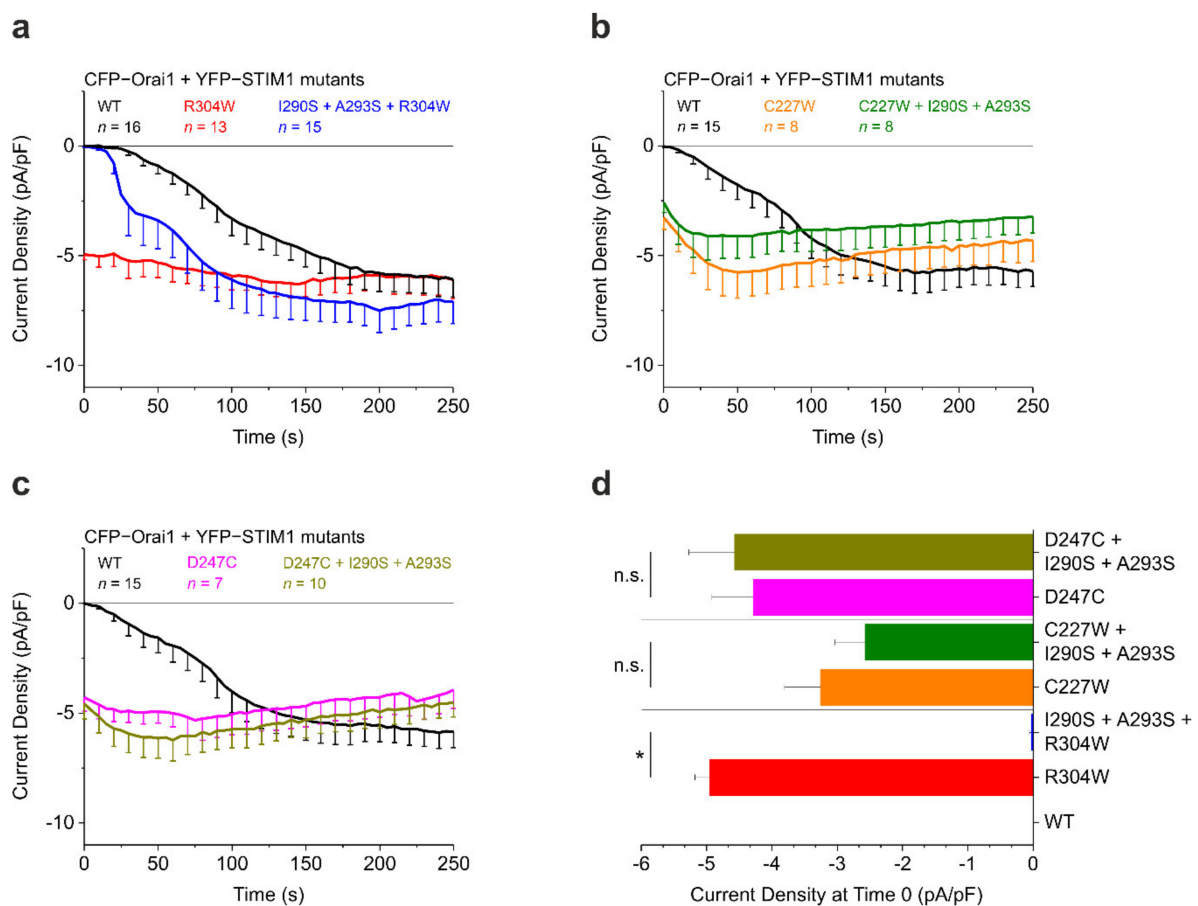 a
CFP−Orai1 + YFP−STIM1 mutants
WT R304W I290S + A293S + R304W
n = 16 n = 13 n = 15
0
-5
-10
Current Density (pA/pF)
0 50 100 150 200 250
Time (s)
b
CFP−Orai1 + YFP−STIM1 mutants
WT C227W C227W + I290S + A293S
n = 15 n = 8 n = 8
0
-5
-10
Current Density (pA/pF)
0 50 100 150 200 250
Time (s)
c
CFP−Orai1 + YFP−STIM1 mutants
WT D247C D247C + I290S + A293S
n = 15 n = 7 n = 10
0
-5
-10
Current Density (pA/pF)
0 50 100 150 200 250
Time (s)
d
D247C +
I290S + A293S
n.s.
D247C
C227W +
I290S + A293S
n.s.
C227W
I290S + A293S +
R304W
*
R304W
WT
-6 -5 -4 -3 -2 -1 0
Current Density at Time 0 (pA/pF)